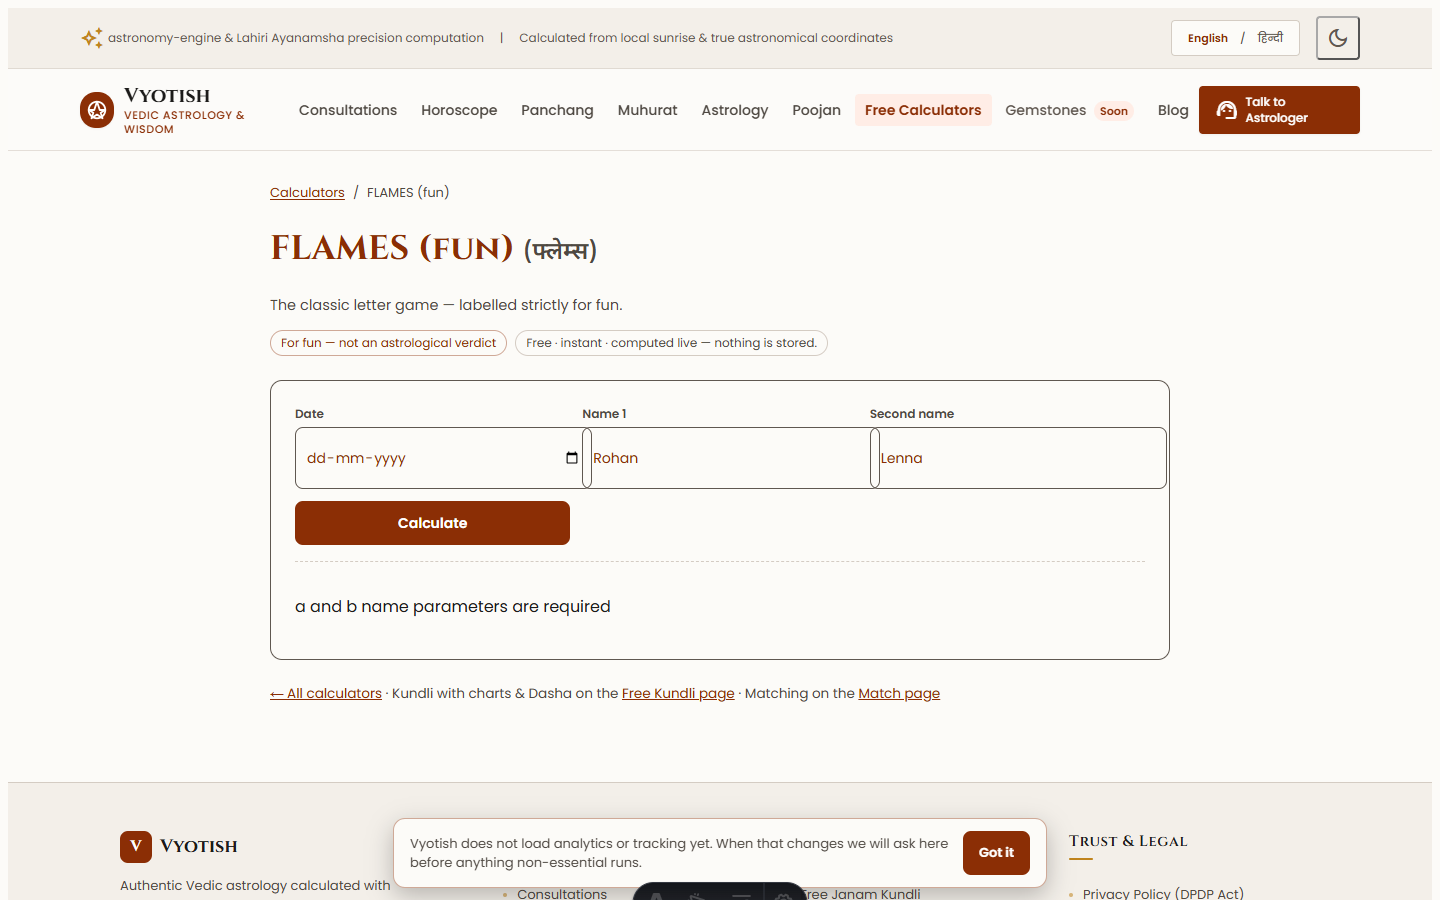 astronomy-engine & Lahiri Ayanamsha precision computation | Calculated from local sunrise & true astronomical coordinates
English / हिन्दी
Vyotish
VEDIC ASTROLOGY & WISDOM
Consultations Horoscope Panchang Muhurat Astrology Poojan Free Calculators Gemstones Soon Blog
Talk to Astrologer
Calculators / FLAMES (fun)
FLAMES (fun) (फ्लेम्स)
The classic letter game — labelled strictly for fun.
For fun — not an astrological verdict
Free · instant · computed live — nothing is stored.
Date Name 1 Second name
dd-mm-yyyy Rohan Lenna
Calculate
a and b name parameters are required
← All calculators · Kundli with charts & Dasha on the Free Kundli page · Matching on the Match page
V Vyotish
Authentic Vedic astrology calculated with
Vyotish does not load analytics or tracking yet. When that changes we will ask here
before anything non-essential runs.
Got it
Trust & Legal
Consultations
Free Janam Kundli
Privacy Policy (DPDP Act)